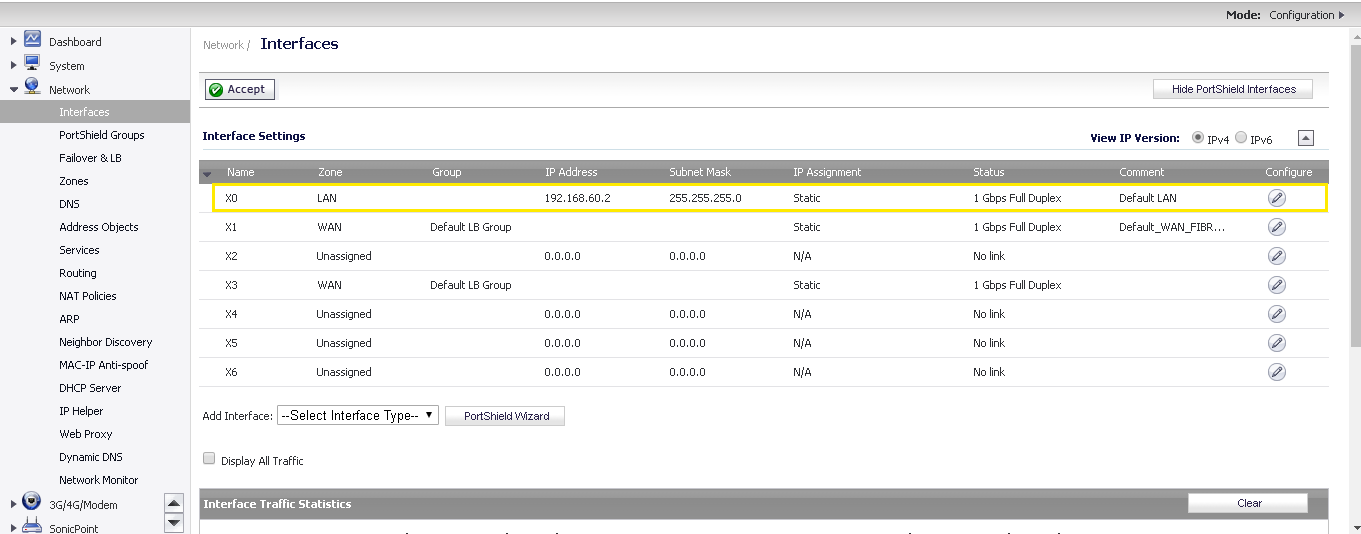 Mode: Configuration
Dashboard
System
Network
Interfaces
PortShield Groups
Failover & LB
Zones
DNS
Address Objects
Services
Routing
NAT Policies
ARP
Neighbor Discovery
MAC-IP Anti-spoof
DHCP Server
IP Helper
Web Proxy
Dynamic DNS
Network Monitor
3G/4G/Modem
SonicPoint
Network / Interfaces
Accept Hide PortShield Interfaces
Interface Settings View IP Version: IPv4 IPv6
Name Zone Group IP Address Subnet Mask IP Assignment Status Comment Configure
X0 LAN 192.168.60.2 255.255.255.0 Static 1 Gbps Full Duplex Default LAN
X1 WAN Default LB Group Static 1 Gbps Full Duplex Default_WAN_FIBR...
X2 Unassigned 0.0.0.0 0.0.0.0 N/A No link
X3 WAN Default LB Group Static 1 Gbps Full Duplex
X4 Unassigned 0.0.0.0 0.0.0.0 N/A No link
X5 Unassigned 0.0.0.0 0.0.0.0 N/A No link
X6 Unassigned 0.0.0.0 0.0.0.0 N/A No link
Add Interface: --Select Interface Type-- PortShield Wizard
Display All Traffic
Interface Traffic Statistics Clear